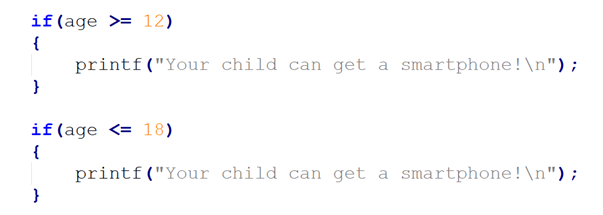 if(age >= 12)
{
    printf("Your child can get a smartphone!\n");
}
if(age <= 18)
{
    printf("Your child can get a smartphone!\n");
}